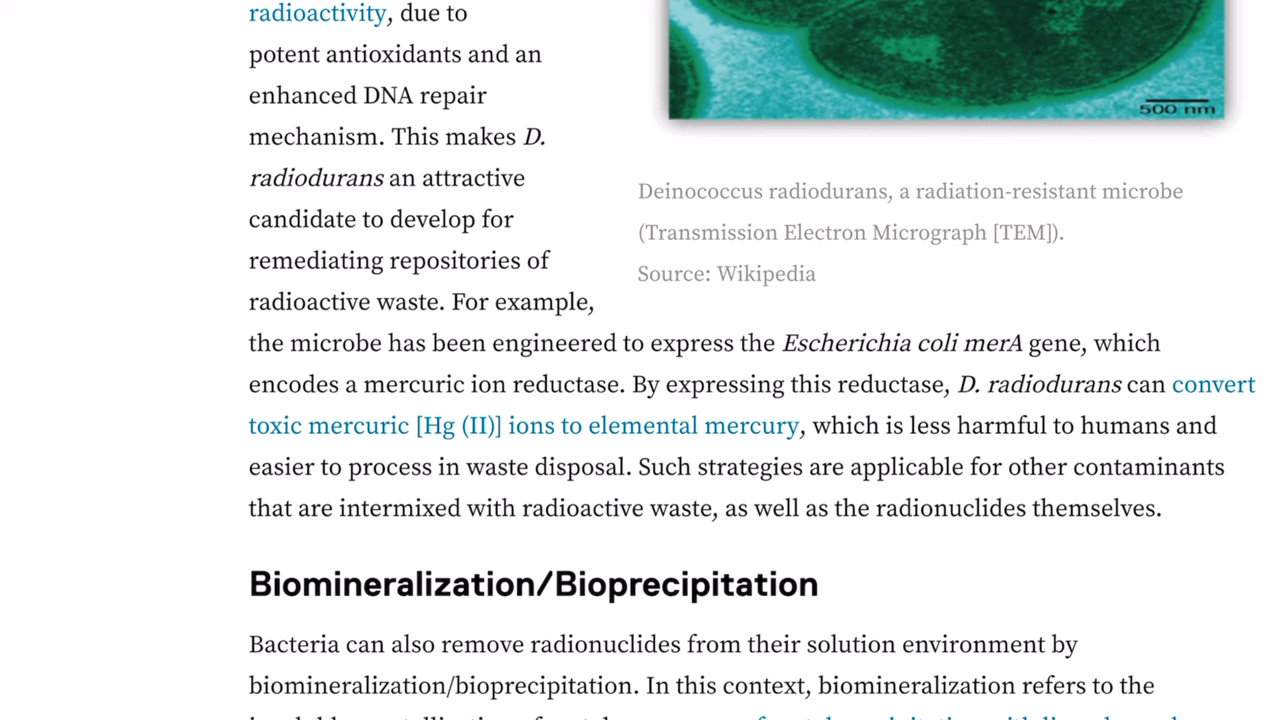 radioactivity, due to
potent antioxidants and an
enhanced DNA repair
mechanism. This makes D.
radiodurans an attractive
candidate to develop for
remediating repositories of
radioactive waste. For example,
500 nm
Deinococcus radiodurans, a radiation-resistant microbe
(Transmission Electron Micrograph [TEM]).
Source: Wikipedia
the microbe has been engineered to express the Escherichia coli merA gene, which
encodes a mercuric ion reductase. By expressing this reductase, D. radiodurans can convert
toxic mercuric [Hg (II)] ions to elemental mercury, which is less harmful to humans and
easier to process in waste disposal. Such strategies are applicable for other contaminants
that are intermixed with radioactive waste, as well as the radionuclides themselves.
Biomineralization/Bioprecipitation
Bacteria can also remove radionuclides from their solution environment by
biomineralization/bioprecipitation. In this context, biomineralization refers to the